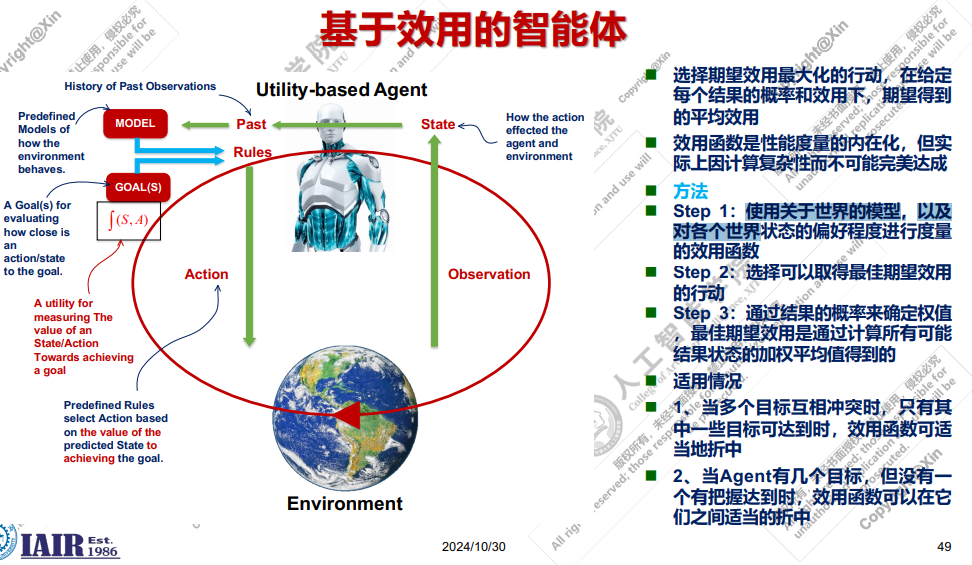 基于效用的智能体
History of Past Observations
Utility-based Agent
Predefined
Models of
how the
environment
behaves.
MODEL
Past
State
How the action
effected the
agent and
environment
Rules
GOAL(S)
A Goal(s) for
evaluating
how close is
an
action/state
to the goal.
∫(S, A)
Action
Observation
A utility for
measuring The
value of an
State/Action
Towards achieving
a goal
Predefined Rules
select Action based
on the value of the
predicted State to
achieving the goal.
Environment
选择期望效用最大化的行动，在给定
每个结果的概率和效用下，期望得到
的平均效用
效用函数是性能度量的内在化，但实
际上因计算复杂性而不可能完美达成
方法
Step 1：使用关于世界的模型，以及
对各个世界状态的偏好程度进行度量
的效用函数
Step 2：选择可以取得最佳期望效用
的行动
Step 3：通过结果的概率来确定权值
，最佳期望效用是通过计算所有可能
结果状态的加权平均值得到的
适用情况
1、当多个目标互相冲突时，只有其
中一些目标可达到时，效用函数可适
当地折中
2、当Agent有几个目标，但没有一
个有把握达到时，效用函数可以在它
们之间适当的折中
IAIR Est.
1986
2024/10/30
49
Copyright@Xin